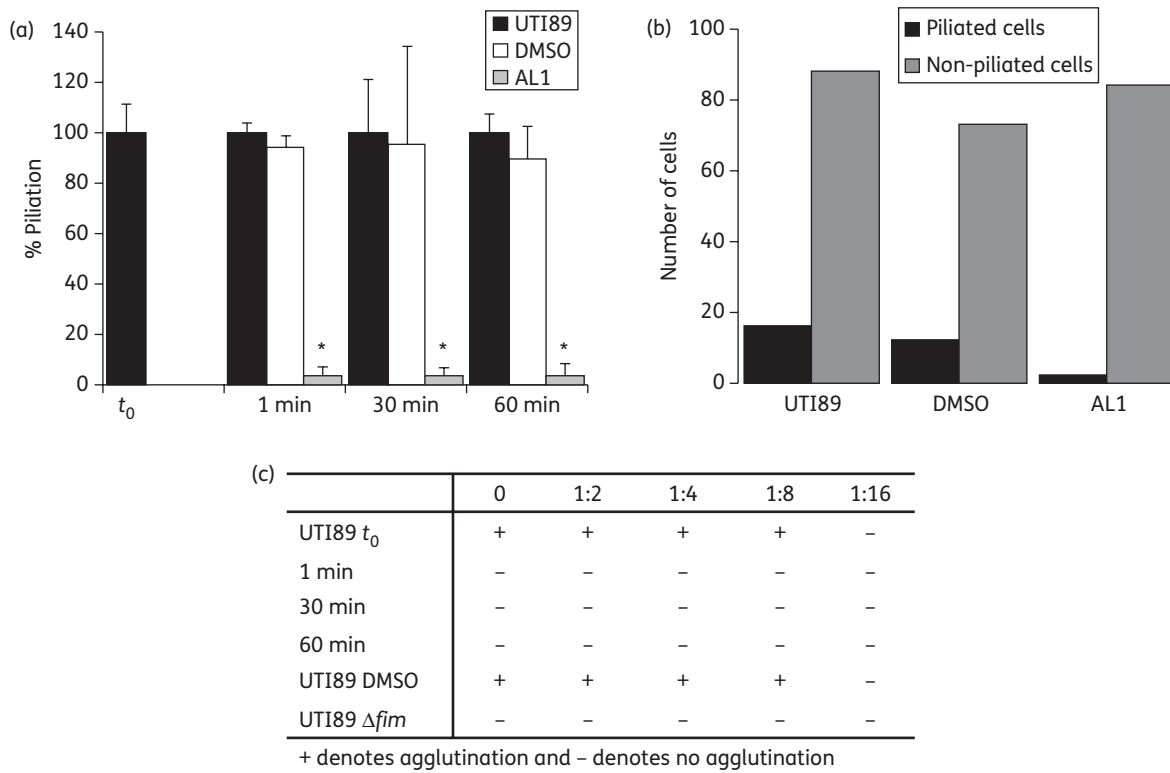 (a)
140
120
100
80
60
40
20
0
% Piliation
UTI89
DMSO
AL1
*
*
*
t0
1 min
30 min
60 min
(b)
100
80
60
40
20
0
Number of cells
Piliated cells
Non-piliated cells
UTI89
DMSO
AL1
(c)
0 1:2 1:4 1:8 1:16
UTI89 t0 + + + + –
1 min – – – – –
30 min – – – – –
60 min – – – – –
UTI89 DMSO + + + + –
UTI89 Δfim – – – – –
+ denotes agglutination and – denotes no agglutination